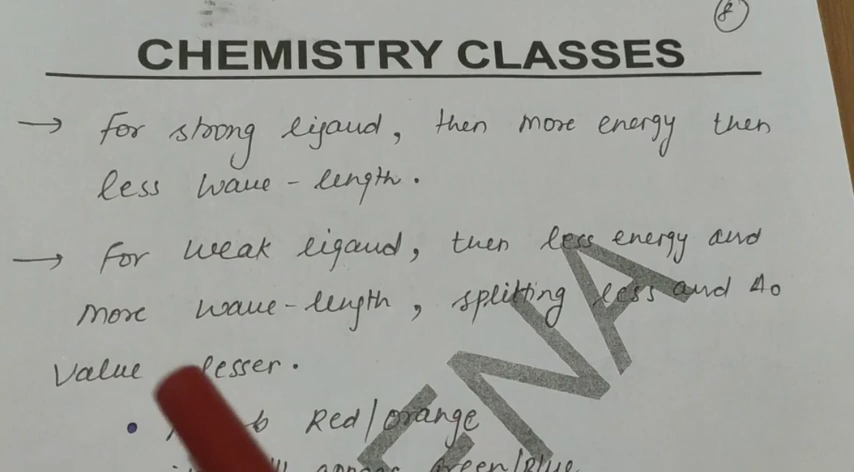 8
CHEMISTRY CLASSES
→ For strong ligand, then more energy then
less wave-length.
→ For weak ligand, then less energy and
more wave-length, splitting less and Δo
Value lesser.
• Red/orange
green/blue
ENA